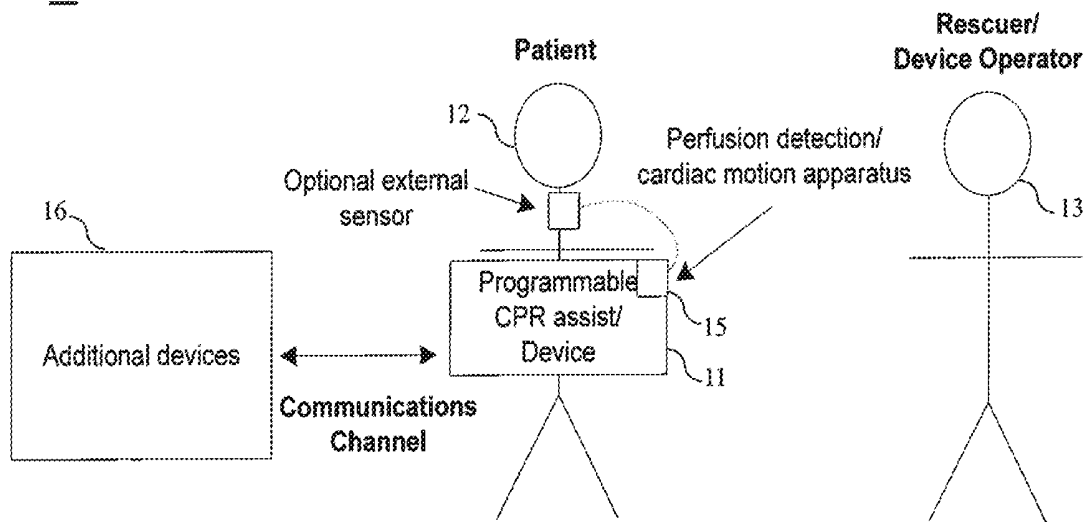 Rescuer/
Device Operator
Patient
12
Perfusion detection/
cardiac motion apparatus
Optional external
sensor
13
16
Programmable
CPR assist/
Device
15
11
Additional devices
Communications
Channel